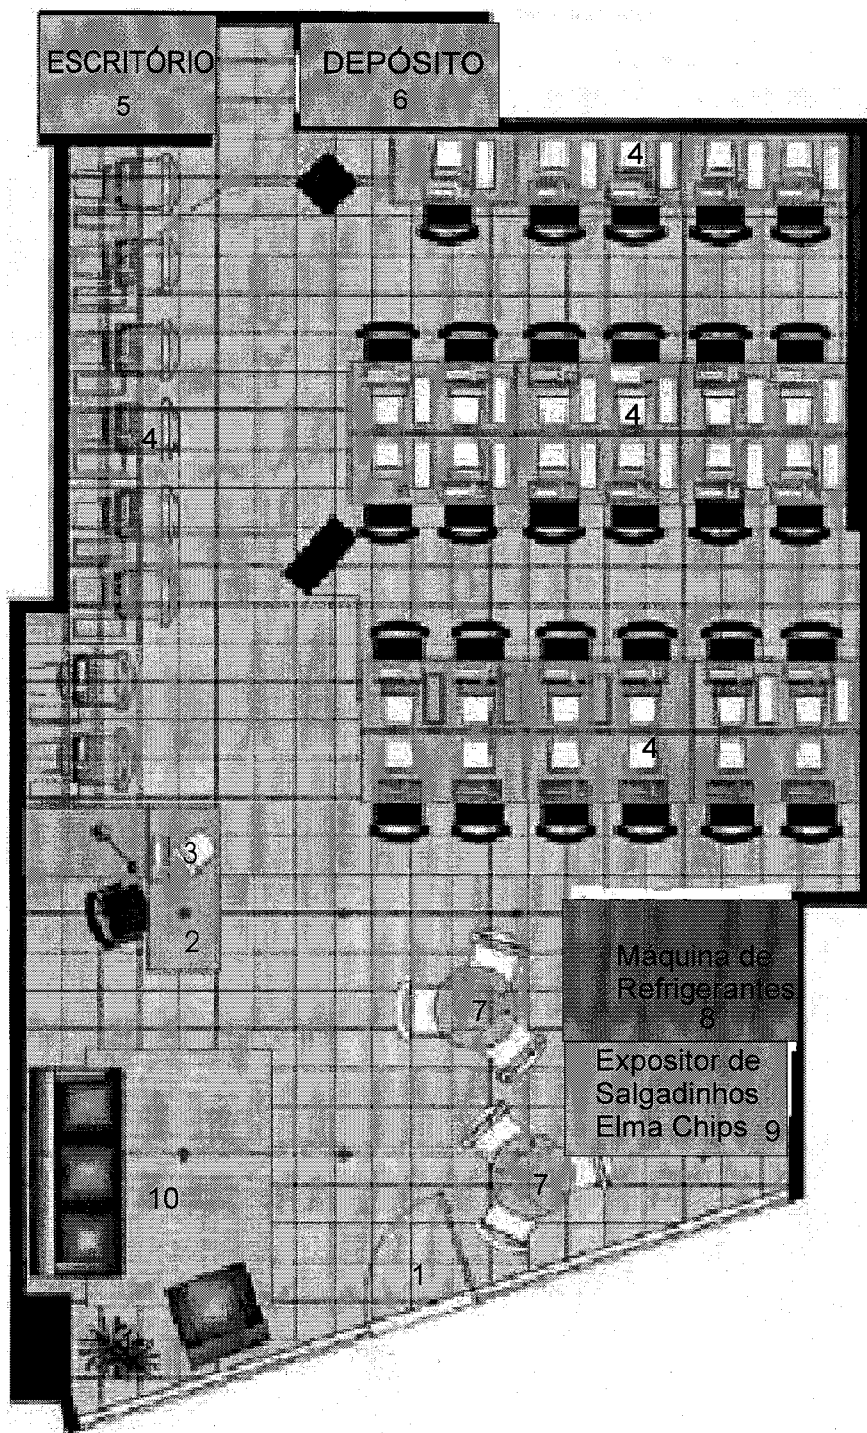 ESCRITÓRIO
5
DEPÓSITO
6
4
4
4
4
3
2
Máquina de
Refrigerantes
8
7
Expositor de
Salgadinhos
Elma Chips 9
7
10
1